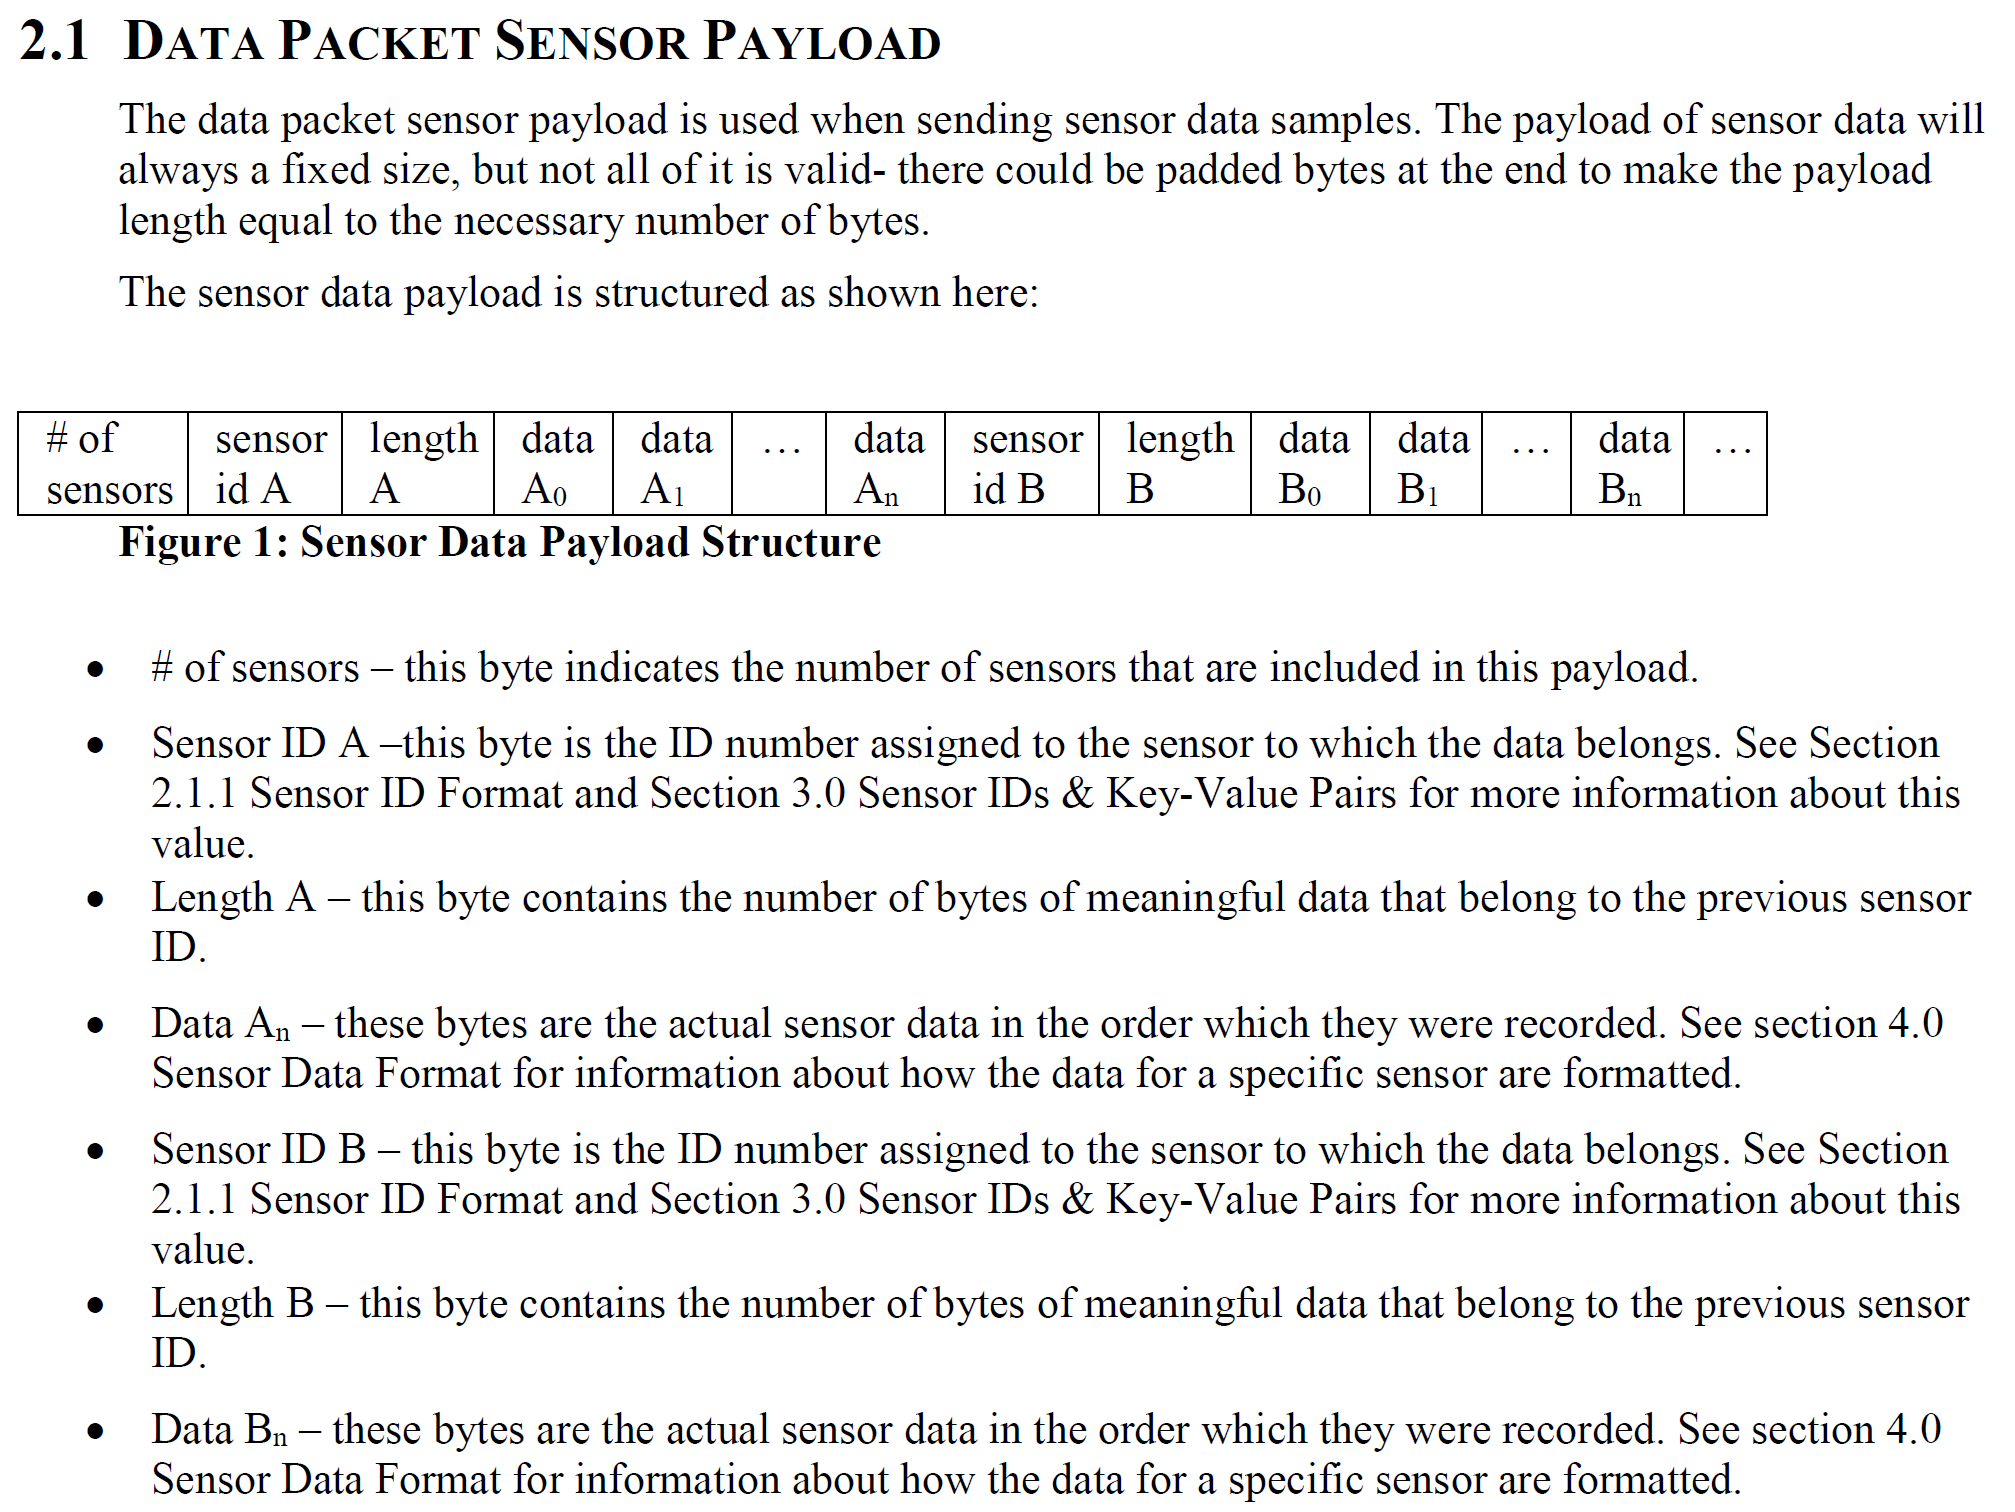 2.1 DATA PACKET SENSOR PAYLOAD
The data packet sensor payload is used when sending sensor data samples. The payload of sensor data will
always a fixed size, but not all of it is valid- there could be padded bytes at the end to make the payload
length equal to the necessary number of bytes.
The sensor data payload is structured as shown here:
# of sensor length data data … data sensor length data data … data …
sensors id A A A0 A1 An id B B B0 B1 Bn
Figure 1: Sensor Data Payload Structure
• # of sensors – this byte indicates the number of sensors that are included in this payload.
• Sensor ID A –this byte is the ID number assigned to the sensor to which the data belongs. See Section
2.1.1 Sensor ID Format and Section 3.0 Sensor IDs & Key-Value Pairs for more information about this
value.
• Length A – this byte contains the number of bytes of meaningful data that belong to the previous sensor
ID.
• Data An – these bytes are the actual sensor data in the order which they were recorded. See section 4.0
Sensor Data Format for information about how the data for a specific sensor are formatted.
• Sensor ID B – this byte is the ID number assigned to the sensor to which the data belongs. See Section
2.1.1 Sensor ID Format and Section 3.0 Sensor IDs & Key-Value Pairs for more information about this
value.
• Length B – this byte contains the number of bytes of meaningful data that belong to the previous sensor
ID.
• Data Bn – these bytes are the actual sensor data in the order which they were recorded. See section 4.0
Sensor Data Format for information about how the data for a specific sensor are formatted.